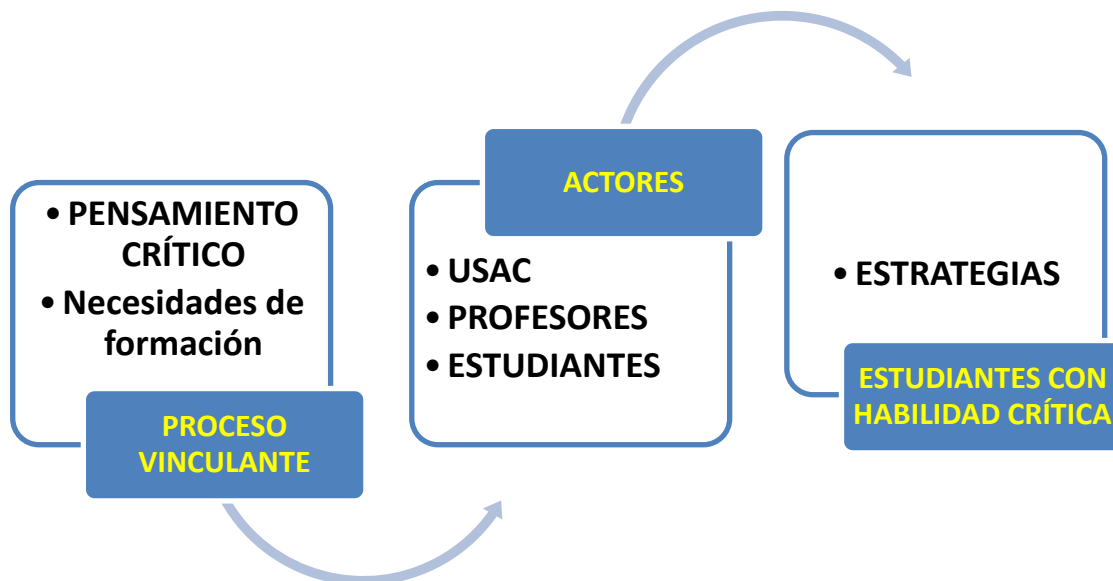 • PENSAMIENTO
CRÍTICO
• Necesidades de
formación
PROCESO
VINCULANTE
ACTORES
• USAC
• PROFESORES
• ESTUDIANTES
• ESTRATEGIAS
ESTUDIANTES CON
HABILIDAD CRÍTICA